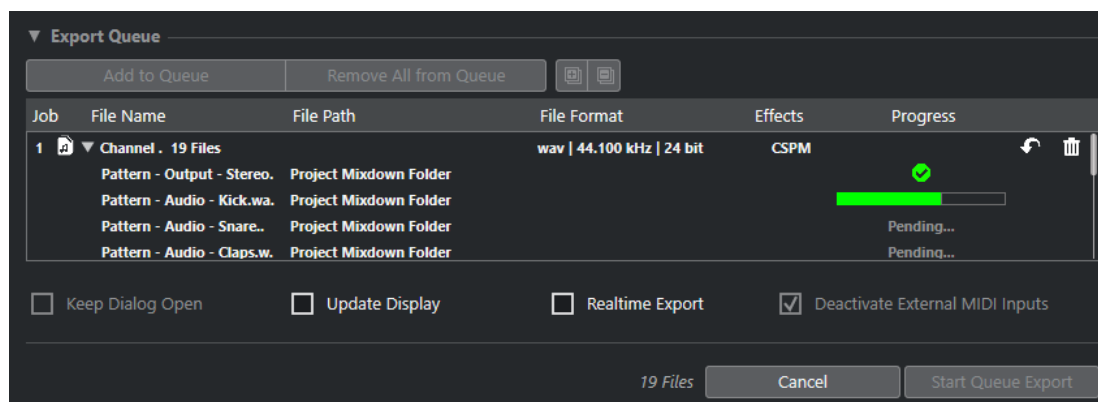 Export Queue
Add to Queue Remove All from Queue
Job File Name File Path File Format Effects Progress
1 Channel . 19 Files wav | 44.100 kHz | 24 bit CSPM
Pattern - Output - Stereo. Project Mixdown Folder
Pattern - Audio - Kick.wa. Project Mixdown Folder
Pattern - Audio - Snare.. Project Mixdown Folder Pending...
Pattern - Audio - Claps.w. Project Mixdown Folder Pending...
Keep Dialog Open Update Display Realtime Export Deactivate External MIDI Inputs
19 Files Cancel Start Queue Export